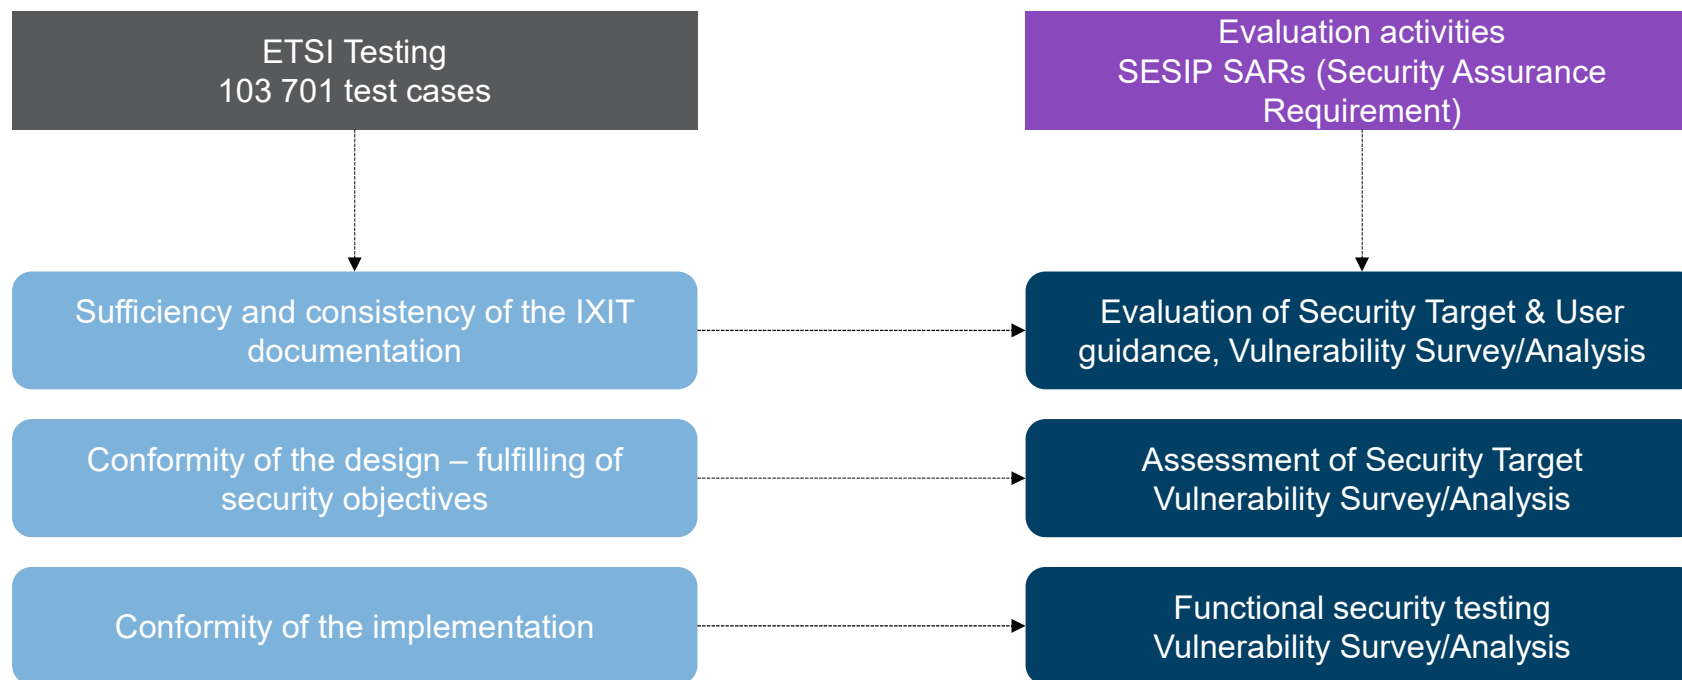 ETSI Testing
103 701 test cases
Evaluation activities
SESIP SARs (Security Assurance
Requirement)
Sufficiency and consistency of the IXIT
documentation
Evaluation of Security Target & User
guidance, Vulnerability Survey/Analysis
Conformity of the design – fulfilling of
security objectives
Assessment of Security Target
Vulnerability Survey/Analysis
Conformity of the implementation
Functional security testing
Vulnerability Survey/Analysis